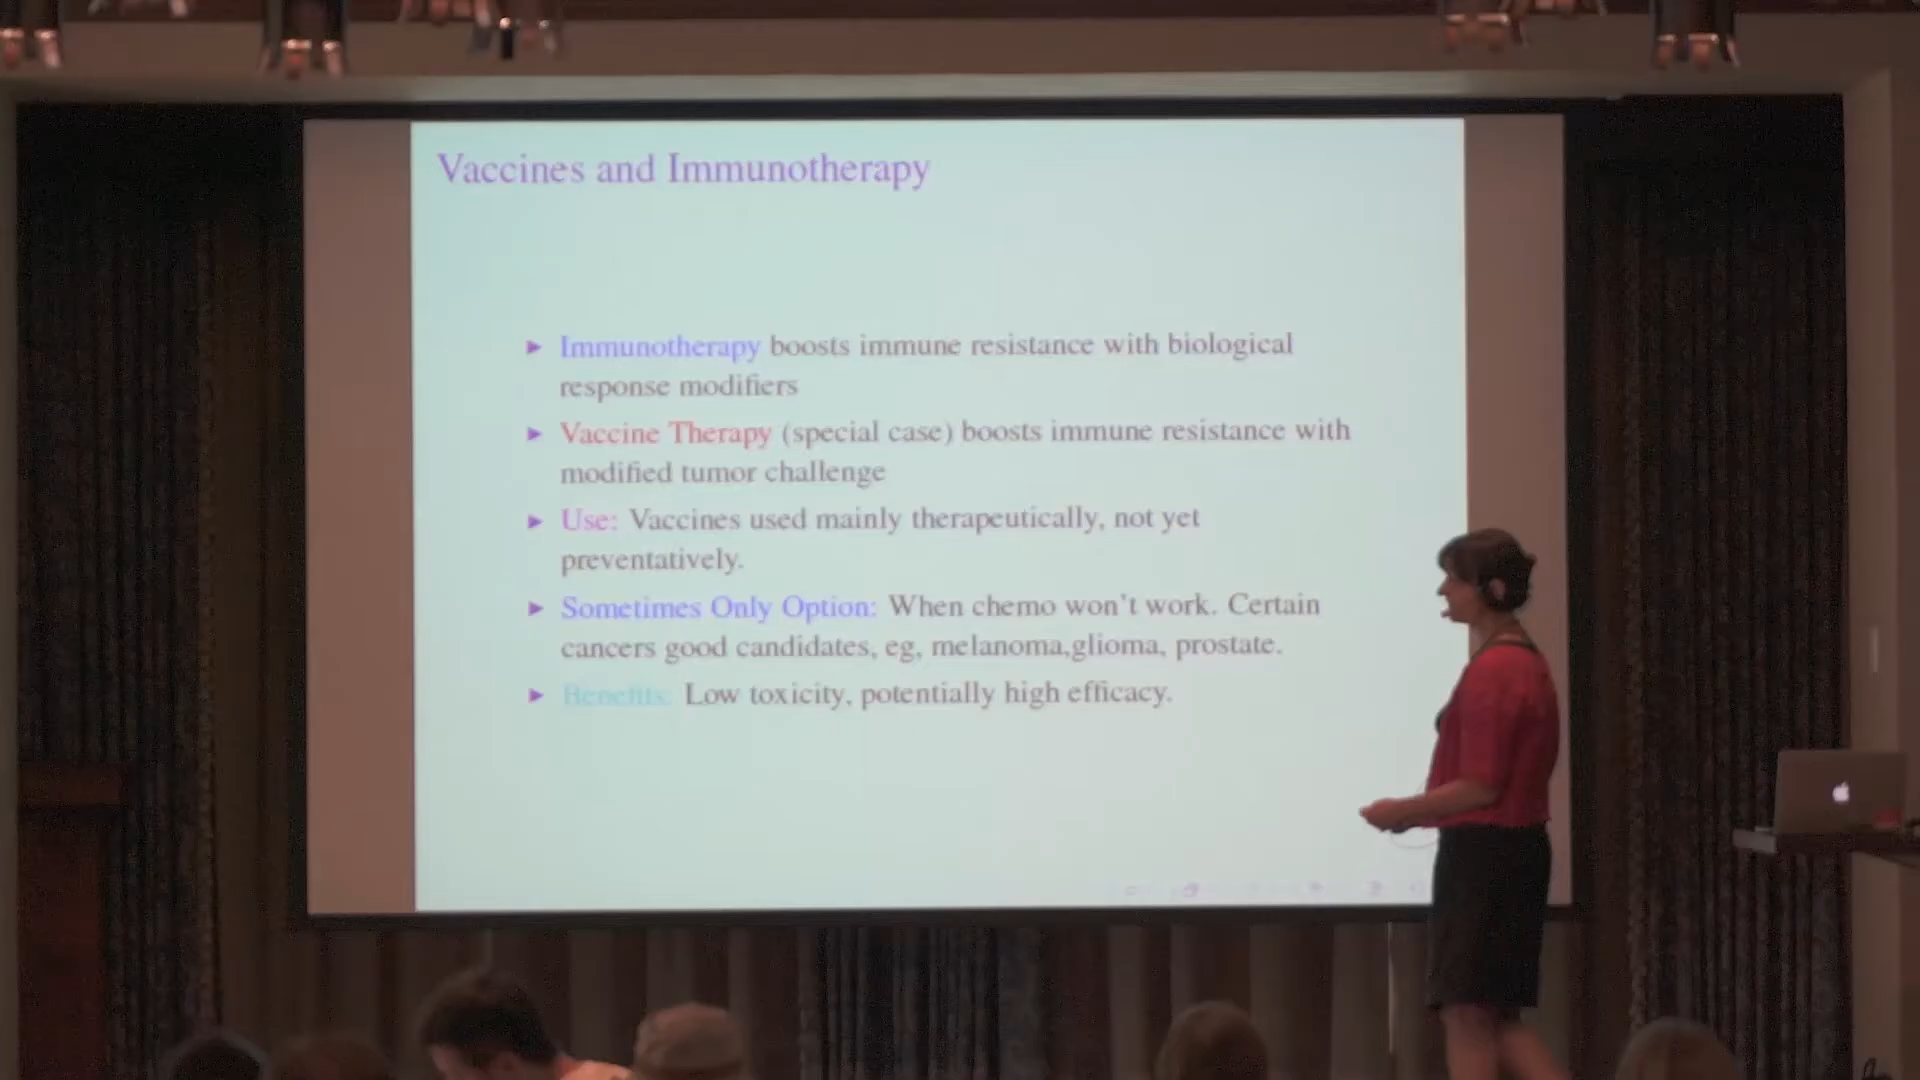 Vaccines and Immunotherapy
► Immunotherapy boosts immune resistance with biological
response modifiers
► Vaccine Therapy (special case) boosts immune resistance with
modified tumor challenge
► Use: Vaccines used mainly therapeutically, not yet
preventatively.
► Sometimes Only Option: When chemo won't work. Certain
cancers good candidates, eg, melanoma,glioma, prostate.
► Benefits: Low toxicity, potentially high efficacy.